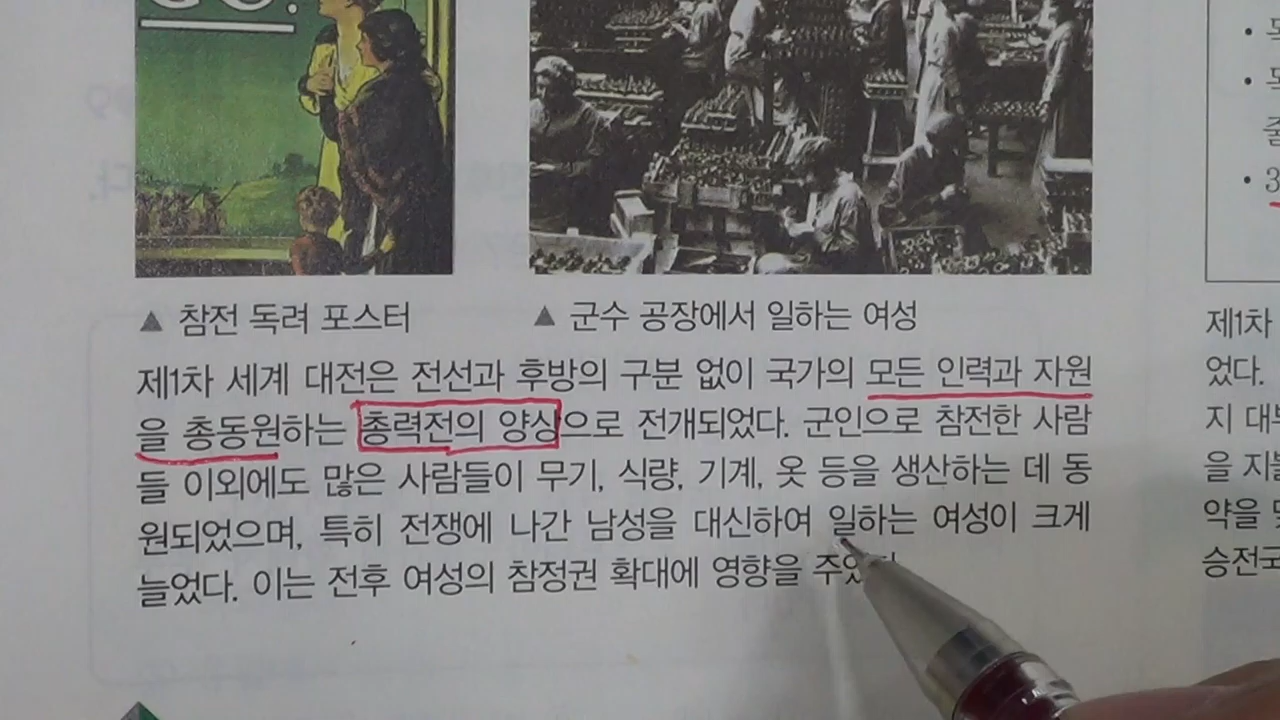 GO!
▲ 참전 독려 포스터
▲ 군수 공장에서 일하는 여성
제1차 세계 대전은 전선과 후방의 구분 없이 국가의 모든 인력과 자원
을 총동원하는 총력전의 양상으로 전개되었다. 군인으로 참전한 사람
들 이외에도 많은 사람들이 무기, 식량, 기계, 옷 등을 생산하는 데 동
원되었으며, 특히 전쟁에 나간 남성을 대신하여 일하는 여성이 크게
늘었다. 이는 전후 여성의 참정권 확대에 영향을 주었다.
줄
• 3
제1차
었다.
지 대
을 지불
약을 맺
승전국